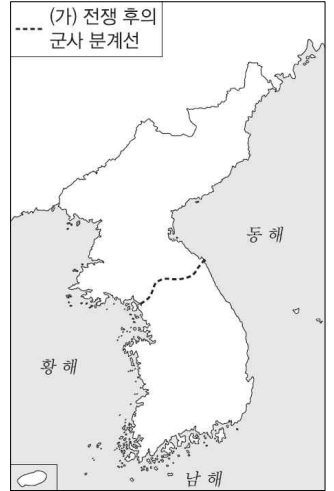 (가) 전쟁 후의
군사 분계선
동 해
황 해
남 해